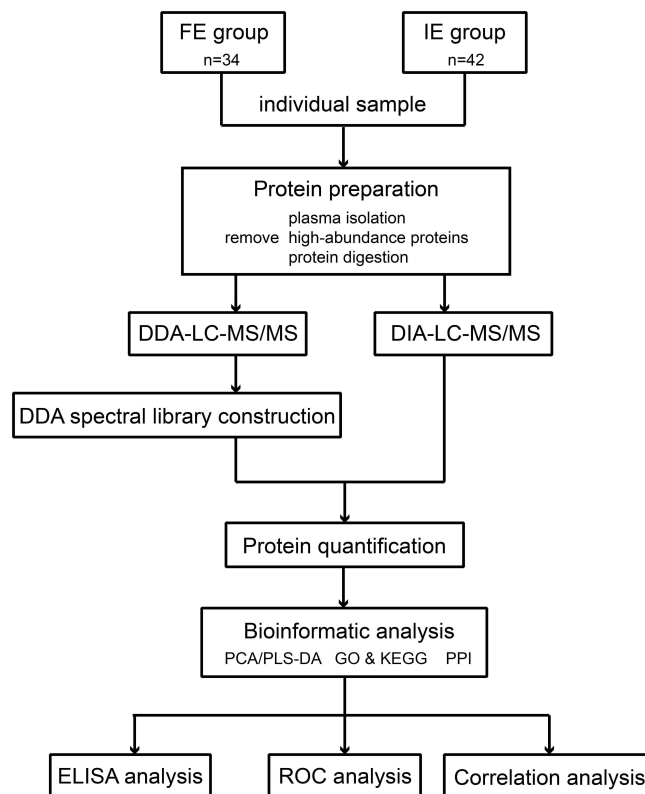 FE group
n=34
IE group
n=42
individual sample
Protein preparation
plasma isolation
remove high-abundance proteins
protein digestion
DDA-LC-MS/MS
DIA-LC-MS/MS
DDA spectral library construction
Protein quantification
Bioinformatic analysis
PCA/PLS-DA GO & KEGG PPI
ELISA analysis
ROC analysis
Correlation analysis